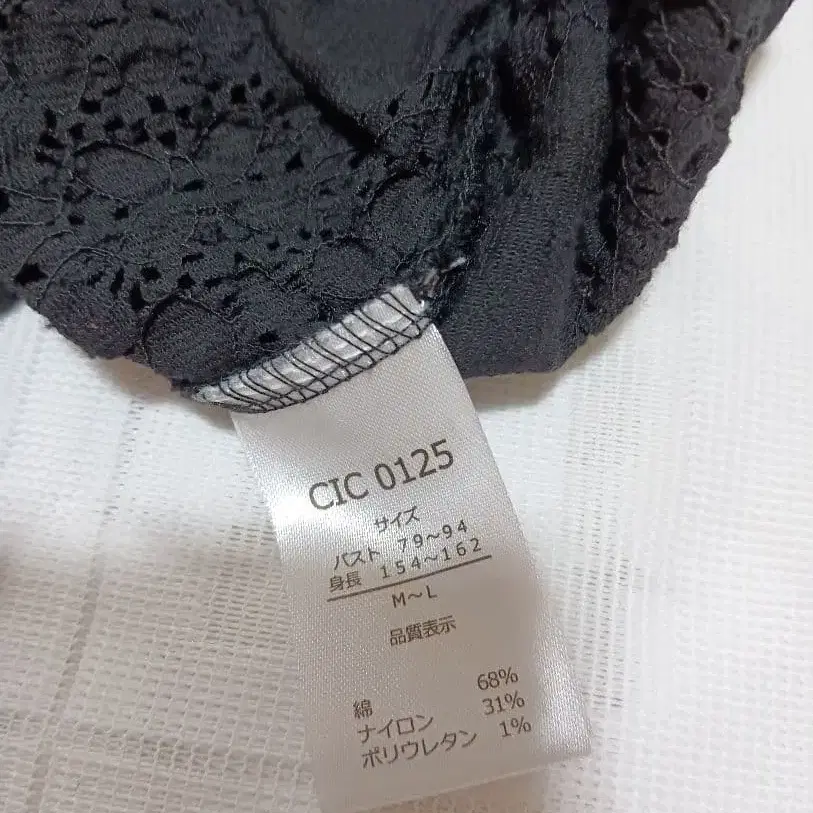 CIC 0125
サイズ
バスト 79～94
身長 154～162
M～L
品質表示
綿 68%
ナイロン 31%
ポリウレタン 1%